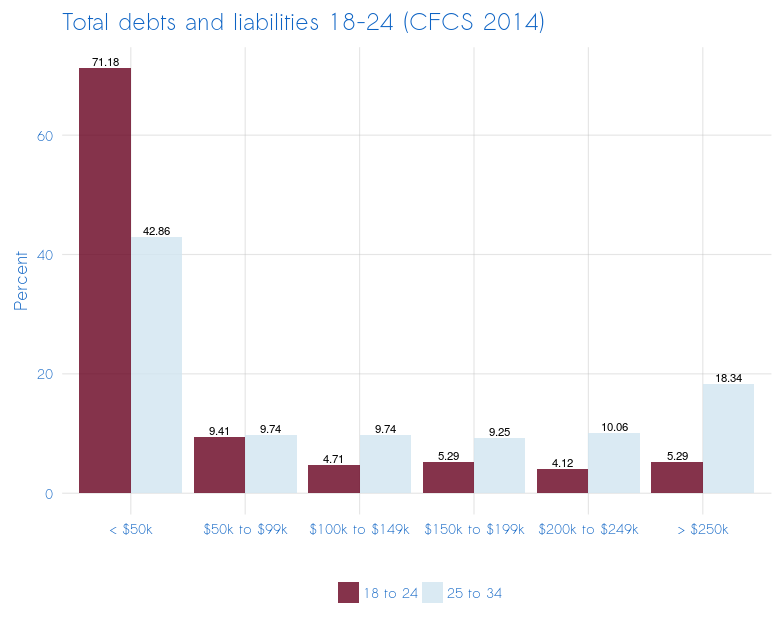 Total debts and liabilities 18-24 (CFCS 2014)
71.18
60
42.86
40
Percent
20
18.34
9.41 9.74 4.71 9.74 5.29 9.25 4.12 10.06 5.29
0
< $50k $50k to $99k $100k to $149k $150k to $199k $200k to $249k > $250k
18 to 24 25 to 34